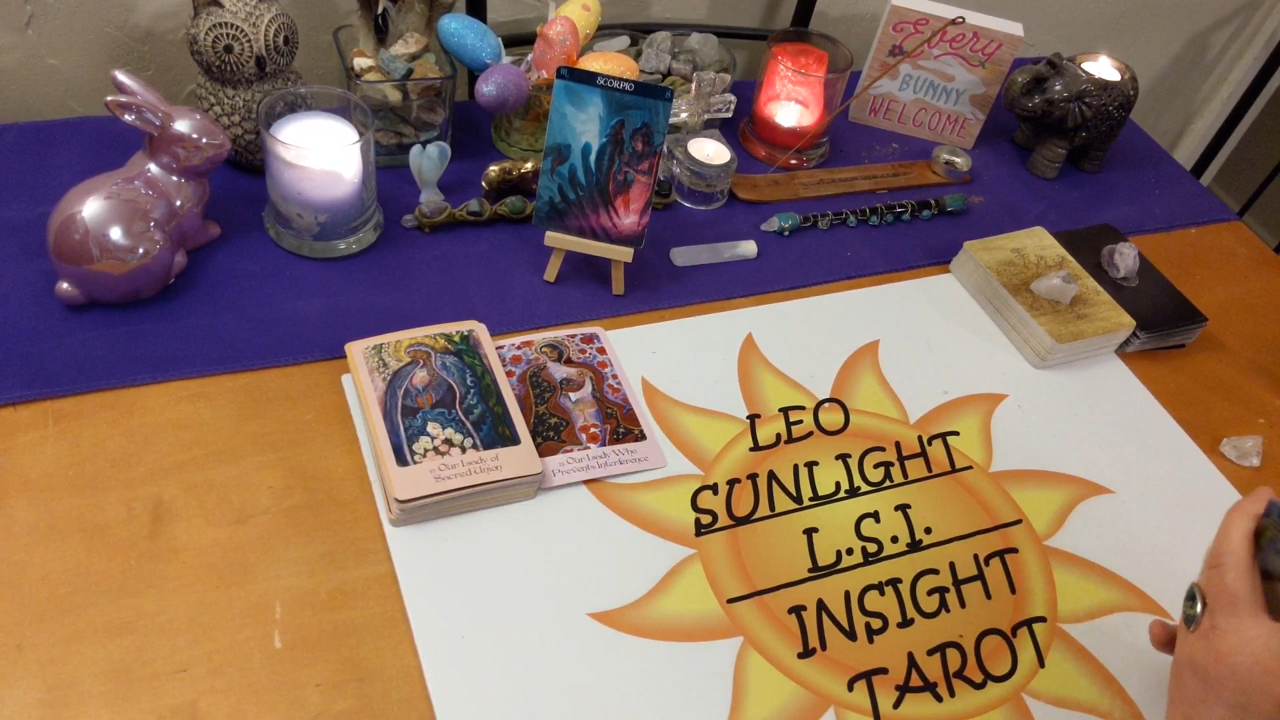 SCORPIO
Every
BUNNY
WELCOME
Our Lady of
Sacred Union
Our Lady Who
Prevents Interference
LEO
SUNLIGHT
L.S.I.
INSIGHT
TAROT